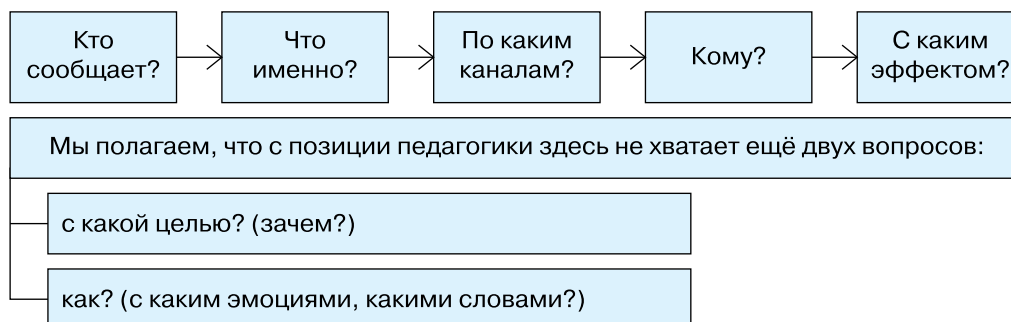 Кто
сообщает?
Что
именно?
По каким
каналам?
Кому?
С каким
эффектом?
Мы полагаем, что с позиции педагогики здесь не хватает ещё двух вопросов:
с какой целью? (зачем?)
как? (с каким эмоциями, какими словами?)